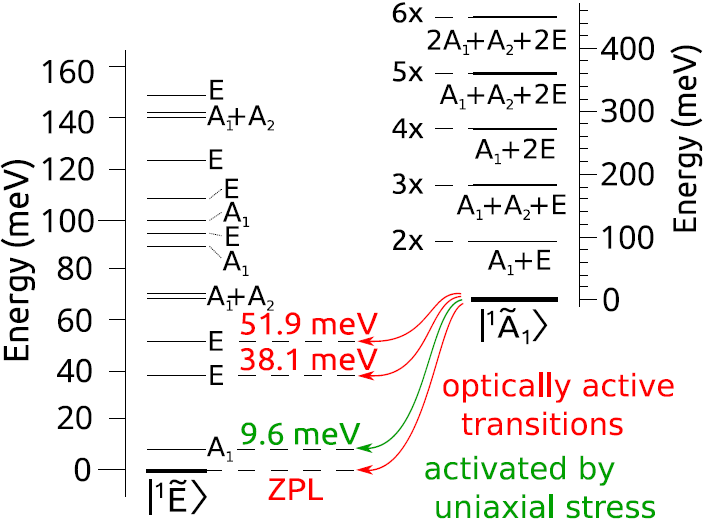 Energy (meV)
160
140
120
100
80
60
40
20
0
E
A₁+A₂
E
E
A₁
E
A₁
A₁+A₂
E
E
A₁
|¹Ẽ⟩
51.9 meV
38.1 meV
9.6 meV
ZPL
6x
2A₁+A₂+2E
5x
A₁+A₂+2E
4x
A₁+2E
3x
A₁+A₂+E
2x
A₁+E
|¹Ã₁⟩
400
300
200
100
0
Energy (meV)
optically active
transitions
activated by
uniaxial stress